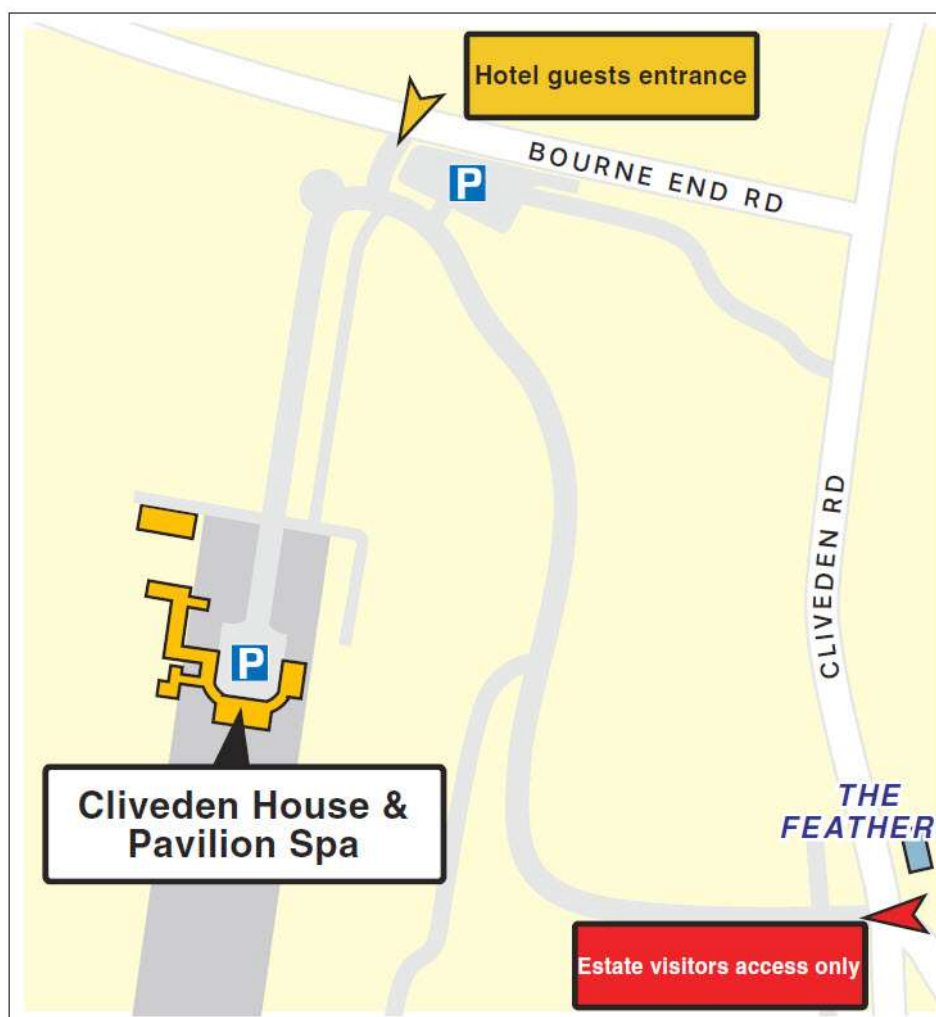 Hotel guests entrance
BOURNE END RD
P
CLIVEDEN RD
P
Cliveden House &
Pavilion Spa
THE
FEATHER
Estate visitors access only